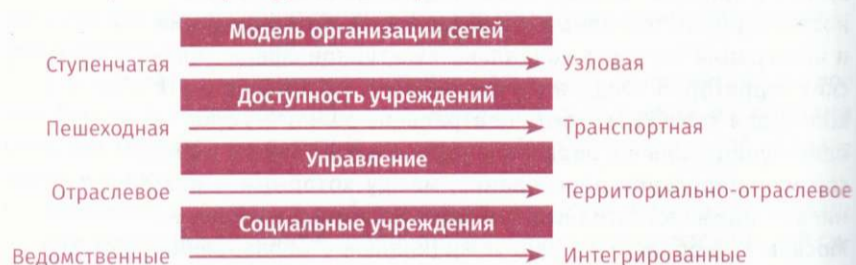 Модель организации сетей
Ступенчатая Узловая
Доступность учреждений
Пешеходная Транспортная
Управление
Отраслевое Территориально-отраслевое
Социальные учреждения
Ведомственные Интегрированные